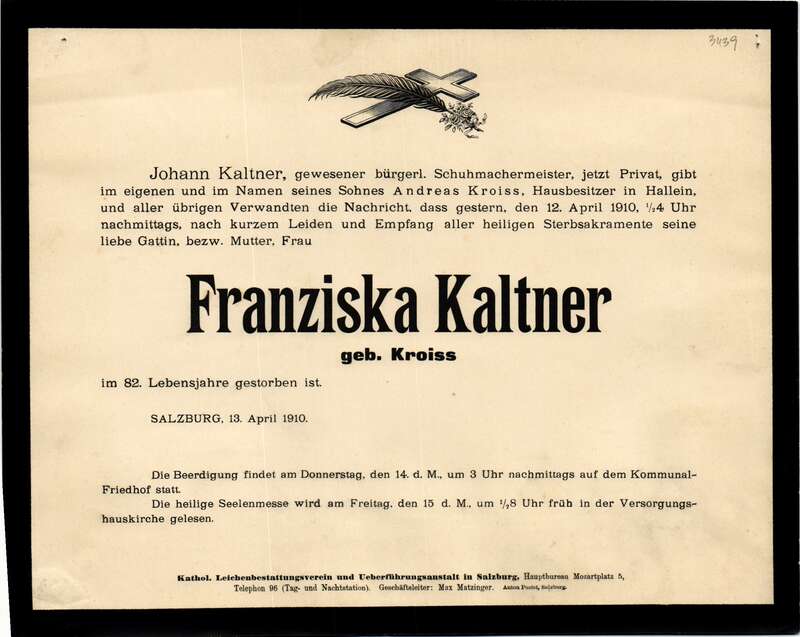 3439
Johann Kaltner, gewesener bürgerl. Schuhmachermeister, jetzt Privat, gibt
im eigenen und im Namen seines Sohnes Andreas Kroiss, Hausbesitzer in Hallein,
und aller übrigen Verwandten die Nachricht, dass gestern, den 12. April 1910, ½4 Uhr
nachmittags, nach kurzem Leiden und Empfang aller heiligen Sterbsakramente seine
liebe Gattin, bezw. Mutter, Frau
Franziska Kaltner
geb. Kroiss
im 82. Lebensjahre gestorben ist.
SALZBURG, 13. April 1910.
Die Beerdigung findet am Donnerstag, den 14. d. M., um 3 Uhr nachmittags auf dem Kommunal-
Friedhof statt.
Die heilige Seelenmesse wird am Freitag, den 15 d. M., um ½8 Uhr früh in der Versorgungs-
hauskirche gelesen.
Kathol. Leichenbestattungsverein und Ueberführungsanstalt in Salzburg, Hauptbureau Mozartplatz 5,
Telephon 96 (Tag- und Nachtstation). Geschäftsleiter: Max Matzinger. Anton Pustet, Salzburg.